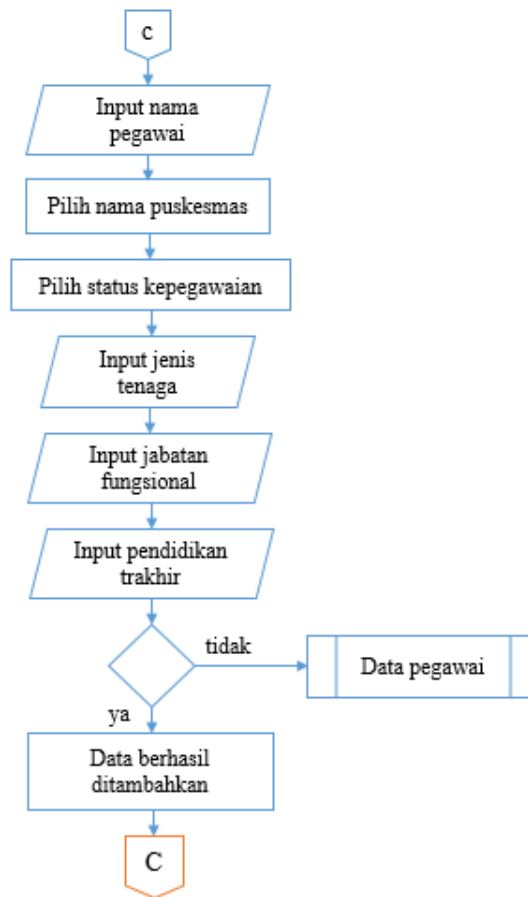 c
Input nama
pegawai
Pilih nama puskesmas
Pilih status kepegawaian
Input jenis
tenaga
Input jabatan
fungsional
Input pendidikan
trakhir
tidak
Data pegawai
ya
Data berhasil
ditambahkan
C